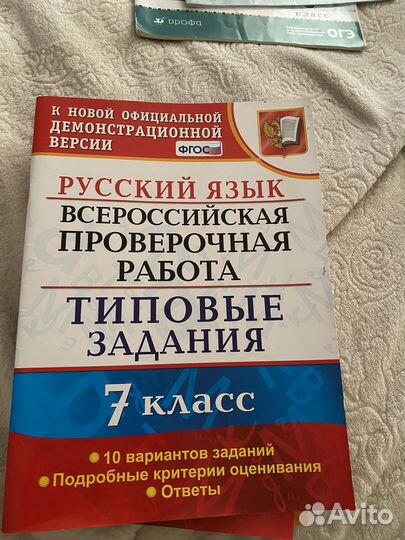 дрофа
класс
ОГЭ
К НОВОЙ ОФИЦИАЛЬНОЙ
ДЕМОНСТРАЦИОННОЙ
ВЕРСИИ
ФГОС
РУССКИЙ ЯЗЫК
ВСЕРОССИЙСКАЯ
ПРОВЕРОЧНАЯ
РАБОТА
ТИПОВЫЕ
ЗАДАНИЯ
7 КЛАСС
• 10 вариантов заданий
• Подробные критерии оценивания
• Ответы
Avito